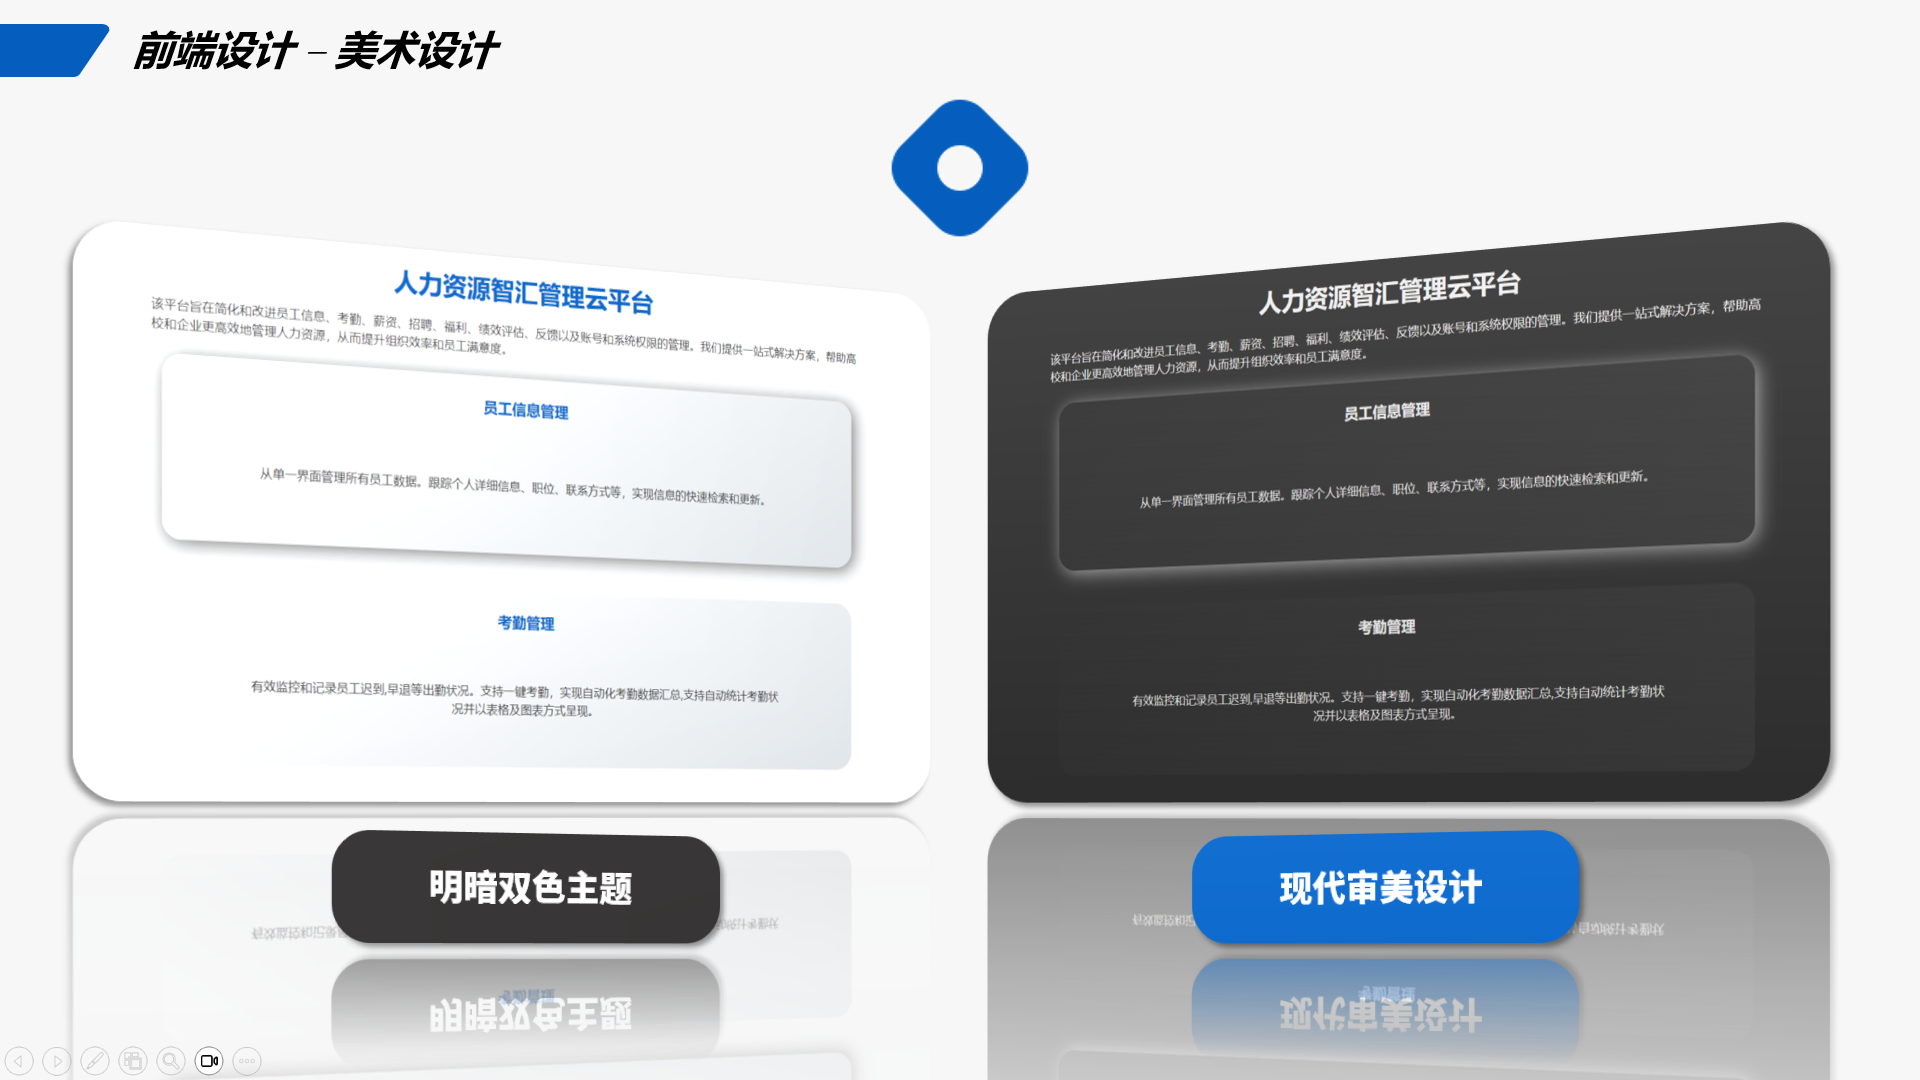 前端设计 – 美术设计
人力资源智汇管理云平台
该平台旨在简化和改进员工信息、考勤、薪资、招聘、福利、绩效评估、反馈以及账号和系统权限的管理。我们提供一站式解决方案，帮助高
校和企业更高效地管理人力资源，从而提升组织效率和员工满意度。
员工信息管理
从单一界面管理所有员工数据。跟踪个人详细信息、职位、联系方式等，实现信息的快速检索和更新。
考勤管理
有效监控和记录员工迟到,早退等出勤状况。支持一键考勤，实现自动化考勤数据汇总,支持自动统计考勤状
况并以表格及图表方式呈现。
明暗双色主题
人力资源智汇管理云平台
该平台旨在简化和改进员工信息、考勤、薪资、招聘、福利、绩效评估、反馈以及账号和系统权限的管理。我们提供一站式解决方案，帮助高
校和企业更高效地管理人力资源，从而提升组织效率和员工满意度。
员工信息管理
从单一界面管理所有员工数据。跟踪个人详细信息、职位、联系方式等，实现信息的快速检索和更新。
考勤管理
有效监控和记录员工迟到,早退等出勤状况。支持一键考勤，实现自动化考勤数据汇总,支持自动统计考勤状
况并以表格及图表方式呈现。
现代审美设计